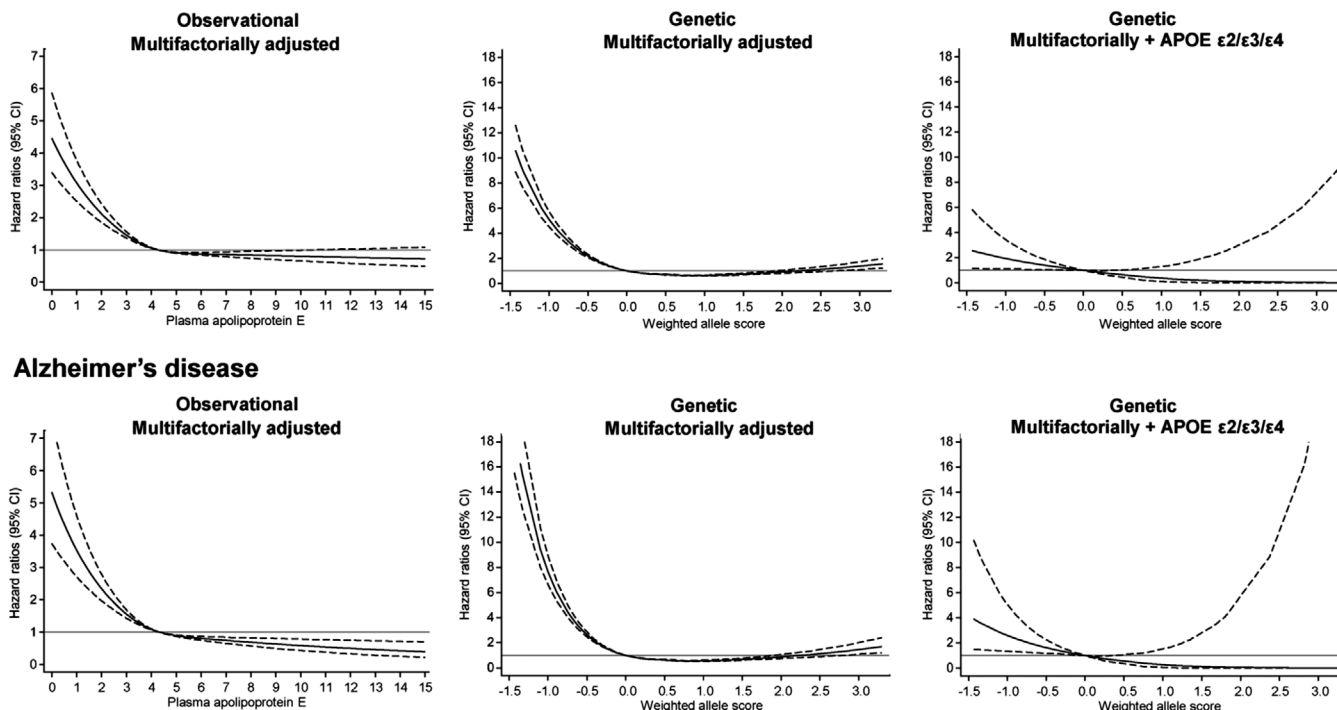 Observational
Multifactorially adjusted
Hazard ratios (95% CI)
7
6
5
4
3
2
1
0
0 1 2 3 4 5 6 7 8 9 10 11 12 13 14 15
Plasma apolipoprotein E
Genetic
Multifactorially adjusted
Hazard ratios (95% CI)
18
16
14
12
10
8
6
4
2
0
-1.5 -1.0 -0.5 0.0 0.5 1.0 1.5 2.0 2.5 3.0
Weighted allele score
Genetic
Multifactorially + APOE ε2/ε3/ε4
Hazard ratios (95% CI)
18
16
14
12
10
8
6
4
2
0
-1.5 -1.0 -0.5 0.0 0.5 1.0 1.5 2.0 2.5 3.0
Weighted allele score
Alzheimer’s disease
Observational
Multifactorially adjusted
Hazard ratios (95% CI)
7
6
5
4
3
2
1
0
0 1 2 3 4 5 6 7 8 9 10 11 12 13 14 15
Plasma apolipoprotein E
Genetic
Multifactorially adjusted
Hazard ratios (95% CI)
18
16
14
12
10
8
6
4
2
0
-1.5 -1.0 -0.5 0.0 0.5 1.0 1.5 2.0 2.5 3.0
Weighted allele score
Genetic
Multifactorially + APOE ε2/ε3/ε4
Hazard ratios (95% CI)
18
16
14
12
10
8
6
4
2
0
-1.5 -1.0 -0.5 0.0 0.5 1.0 1.5 2.0 2.5 3.0
Weighted allele score